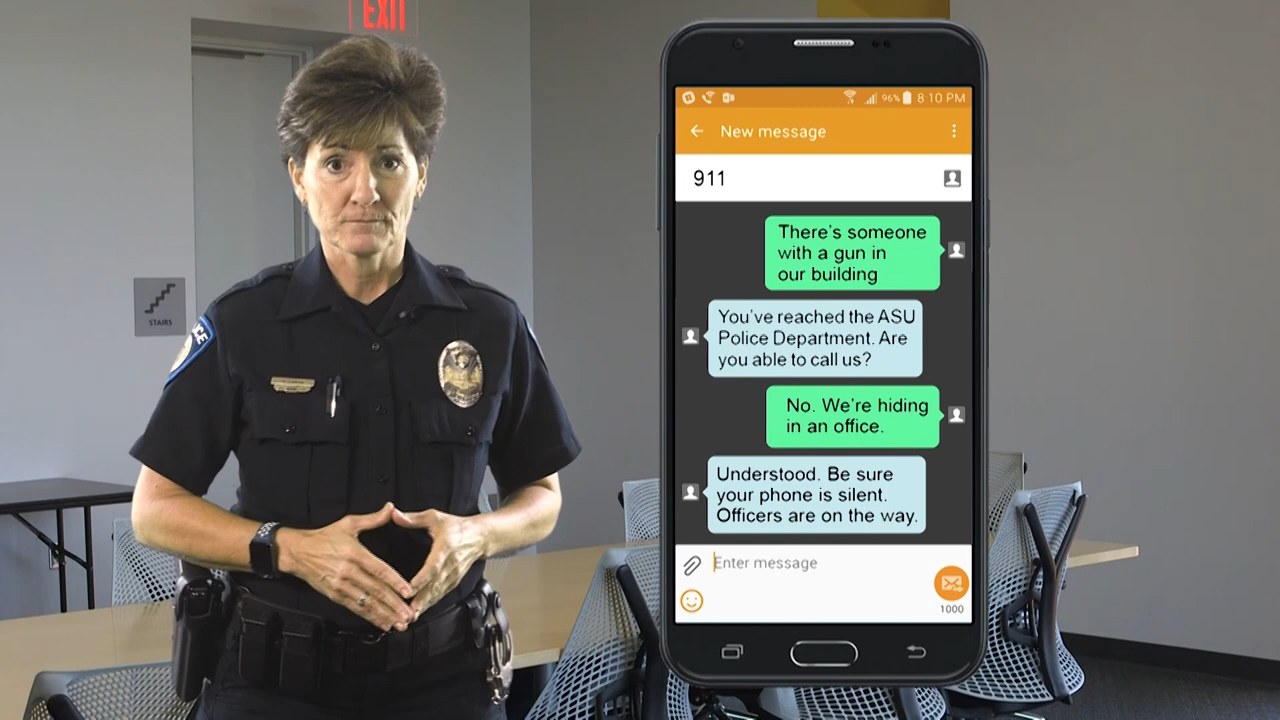 EXIT
STAIRS
8:10 PM
96%
New message
911
There's someone
with a gun in
our building
You've reached the ASU
Police Department. Are
you able to call us?
No. We're hiding
in an office.
Understood. Be sure
your phone is silent.
Officers are on the way.
Enter message
1000